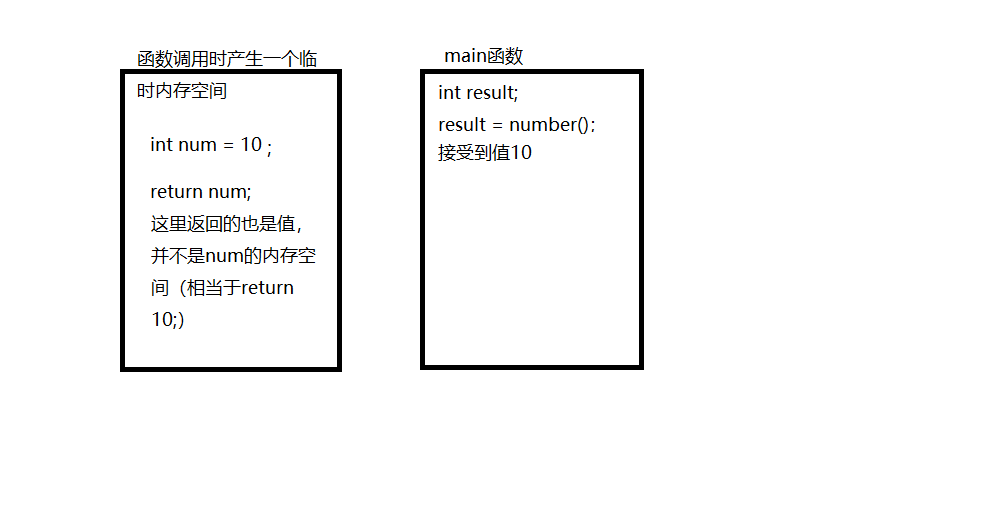 函数调用时产生一个临
时内存空间
int num = 10 ;
return num;
这里返回的也是值，
并不是num的内存空
间（相当于return
10;）
main函数
int result;
result = number();
接受到值10